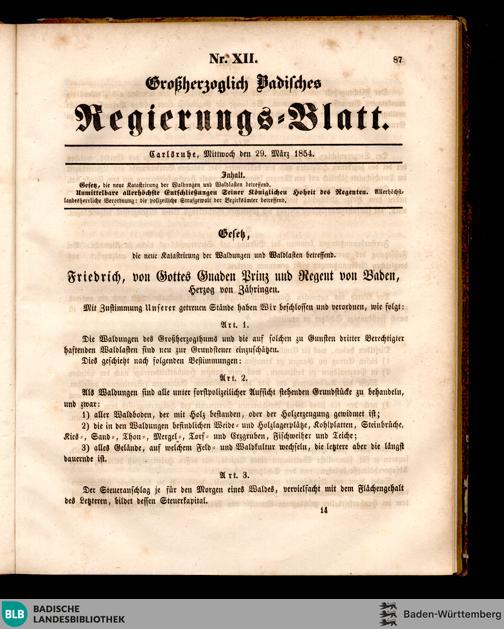 Nr. XII.
87
Großherzoglich Badisches
Regierungs-Blatt.
Carlsruhe, Mittwoch den 29. März 1854.
Inhalt.
Gesetz, die neue Katastrirung der Waldungen und Waldlasten betreffend.
Unmittelbare allerhöchste Entschließungen Seiner Königlichen Hoheit des Regenten. Allerhöchst-
landesherrliche Verordnung: die polizeiliche Strafgewalt der Bezirksämter betreffend.
Gesetz,
die neue Katastrirung der Waldungen und Waldlasten betreffend.
Friedrich, von Gottes Gnaden Prinz und Regent von Baden,
Herzog von Zähringen.
Mit Zustimmung Unserer getreuen Stände haben Wir beschlossen und verordnen, wie folgt:
Art. 1.
Die Waldungen des Großherzogthums und die auf solchen zu Gunsten dritter Berechtigter
haftenden Waldlasten sind neu zur Grundsteuer einzuschätzen.
Dies geschieht nach folgenden Bestimmungen:
Art. 2.
Als Waldungen sind alle unter forstpolizeilicher Aufsicht stehenden Grundstücke zu behandeln,
und zwar:
1) aller Waldboden, der mit Holz bestanden, oder der Holzerzeugung gewidmet ist;
2) die in den Waldungen befindlichen Weide- und Holzlagerplätze, Kohlplatten, Steinbrüche,
Kies-, Sand-, Thon-, Mergel-, Torf- und Erzgruben, Fischweiher und Teiche;
3) alles Gelände, auf welchem Feld- und Waldkultur wechseln, die letztere aber die längst
dauernde ist.
Art. 3.
Der Steueranschlag je für den Morgen eines Waldes, vervielfacht mit dem Flächengehalt
des Letzteren, bildet dessen Steuerkapital.
14
BLB BADISCHE
LANDESBIBLIOTHEK
Baden-Württemberg